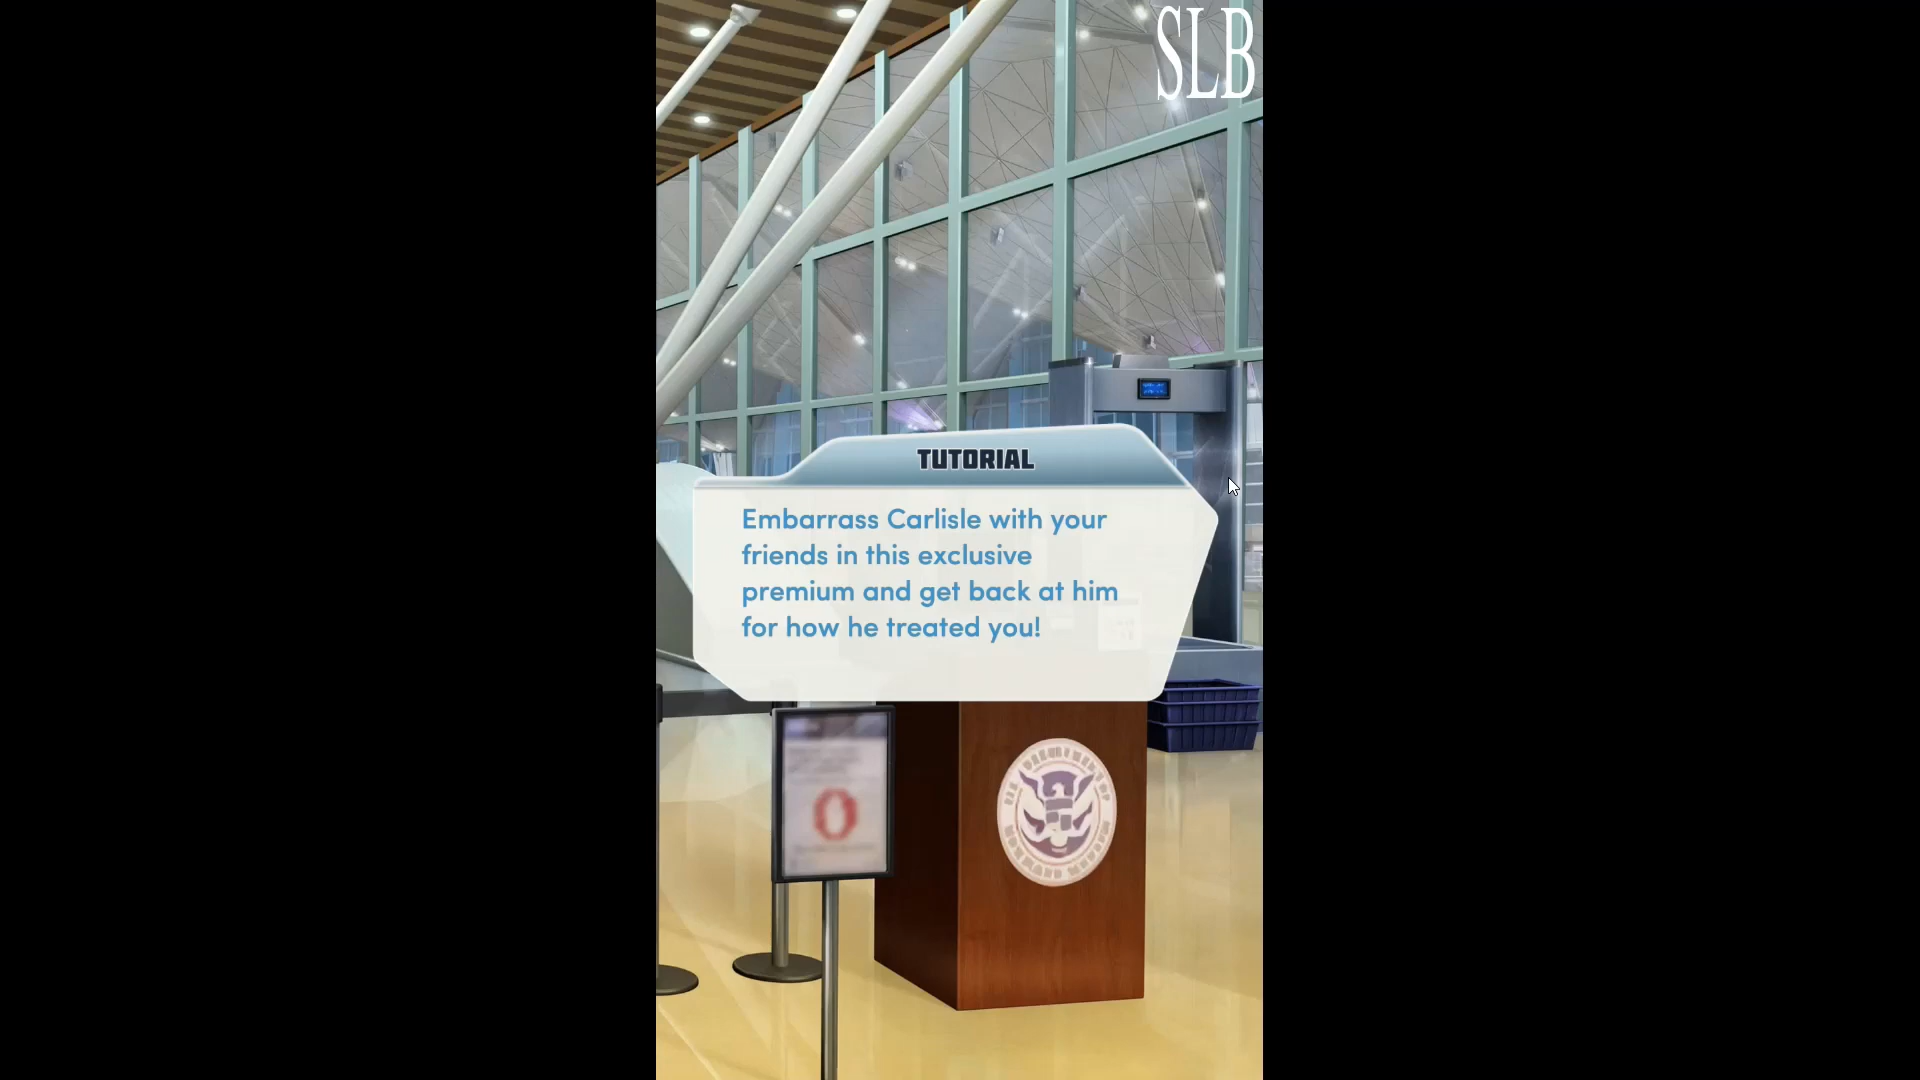 SLB
TUTORIAL
Embarrass Carlisle with your
friends in this exclusive
premium and get back at him
for how he treated you!